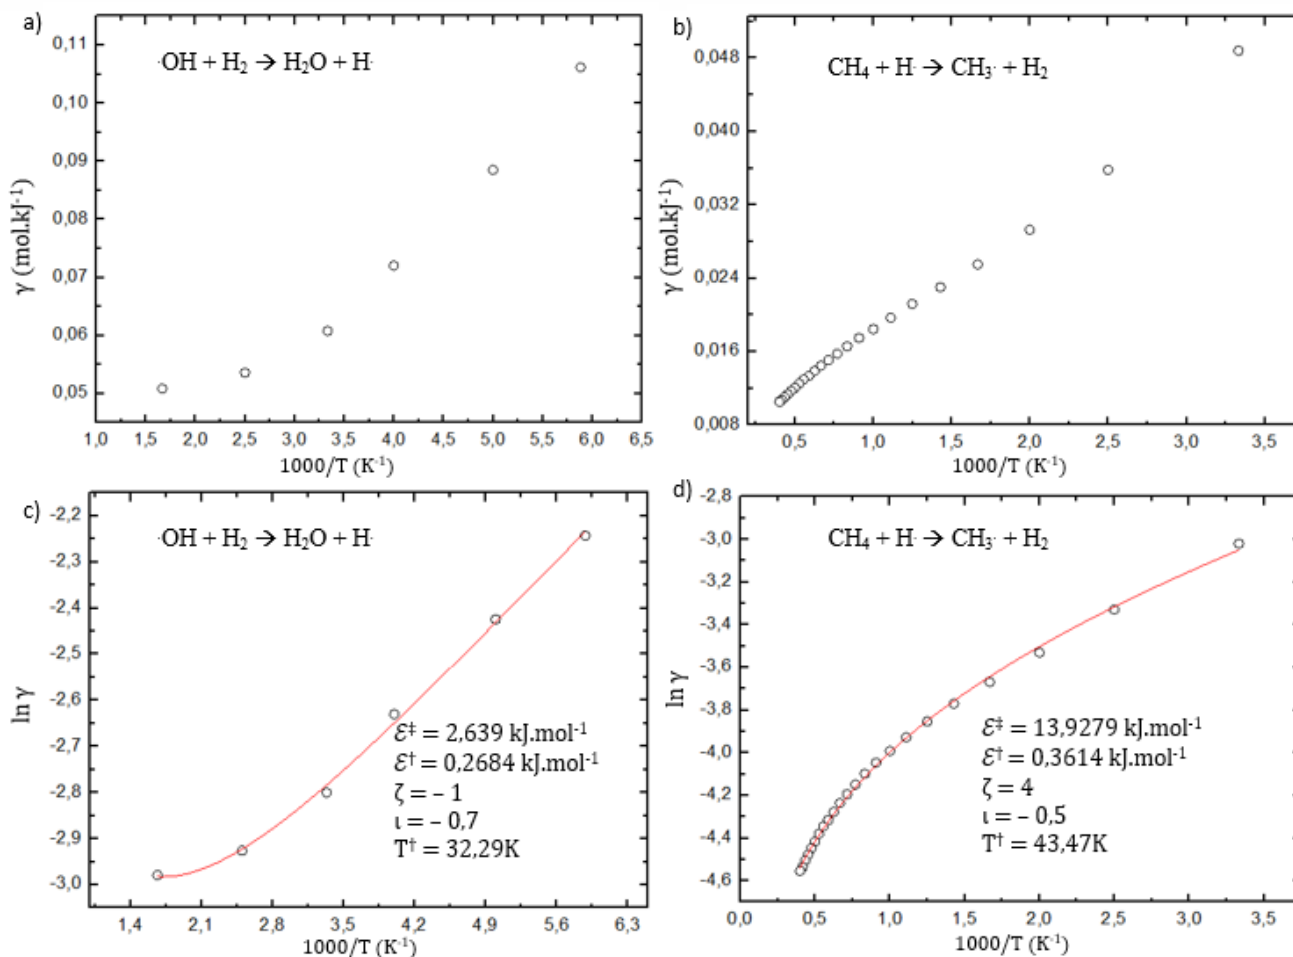 a)
·OH + H₂ → H₂O + H·
0,11
0,10
0,09
0,08
0,07
0,06
0,05
γ (mol.kJ⁻¹)
1,0 1,5 2,0 2,5 3,0 3,5 4,0 4,5 5,0 5,5 6,0 6,5
1000/T (K⁻¹)
b)
CH₄ + H· → CH₃· + H₂
0,048
0,040
0,032
0,024
0,016
0,008
γ (mol.kJ⁻¹)
0,5 1,0 1,5 2,0 2,5 3,0 3,5
1000/T (K⁻¹)
c)
·OH + H₂ → H₂O + H·
-2,2
-2,3
-2,4
-2,5
-2,6
-2,7
-2,8
-2,9
-3,0
ln γ
ℰ‡ = 2,639 kJ.mol⁻¹
ℰ† = 0,2684 kJ.mol⁻¹
ζ = – 1
ι = – 0,7
T† = 32,29K
1,4 2,1 2,8 3,5 4,2 4,9 5,6 6,3
1000/T (K⁻¹)
d)
CH₄ + H· → CH₃· + H₂
-2,8
-3,0
-3,2
-3,4
-3,6
-3,8
-4,0
-4,2
-4,4
-4,6
ln γ
ℰ‡ = 13,9279 kJ.mol⁻¹
ℰ† = 0,3614 kJ.mol⁻¹
ζ = 4
ι = – 0,5
T† = 43,47K
0,0 0,5 1,0 1,5 2,0 2,5 3,0 3,5
1000/T (K⁻¹)